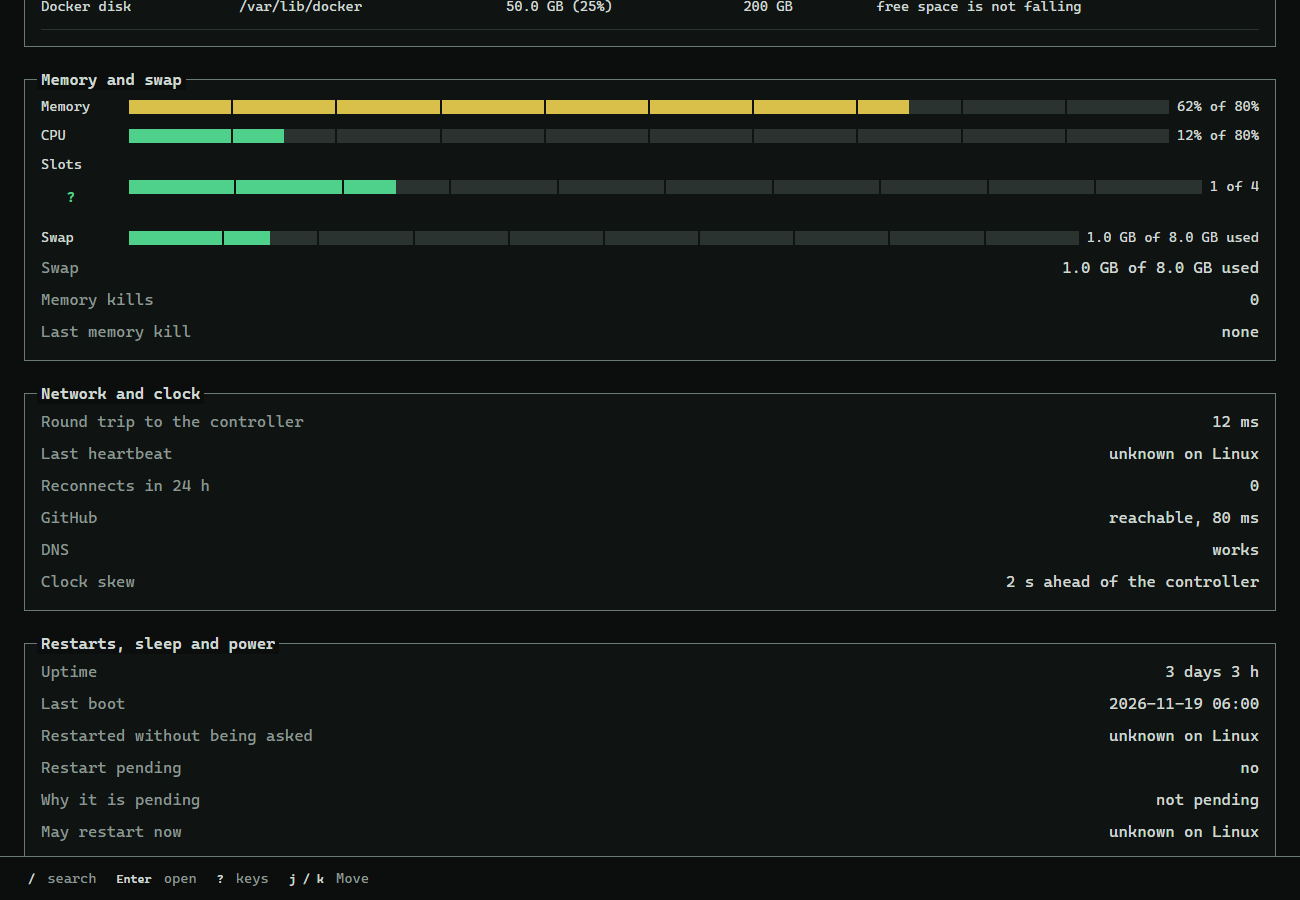 Docker disk /var/lib/docker 50.0 GB (25%) 200 GB free space is not falling
Memory and swap
Memory 62% of 80%
CPU 12% of 80%
Slots
? 1 of 4
Swap 1.0 GB of 8.0 GB used
Swap 1.0 GB of 8.0 GB used
Memory kills 0
Last memory kill none
Network and clock
Round trip to the controller 12 ms
Last heartbeat unknown on Linux
Reconnects in 24 h 0
GitHub reachable, 80 ms
DNS works
Clock skew 2 s ahead of the controller
Restarts, sleep and power
Uptime 3 days 3 h
Last boot 2026-11-19 06:00
Restarted without being asked unknown on Linux
Restart pending no
Why it is pending not pending
May restart now unknown on Linux
/ search Enter open ? keys j / k Move